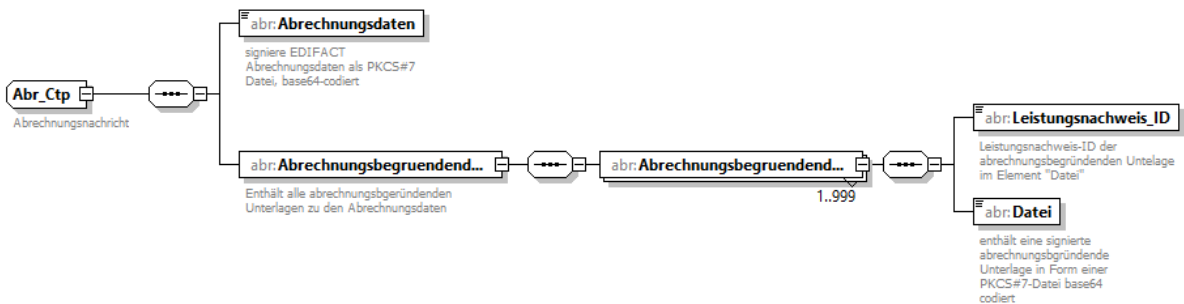 abr:Abrechnungsdaten
signiere EDIFACT
Abrechnungsdaten als PKCS#7
Datei, base64-codiert
Abr_Ctp
Abrechnungsnachricht
abr:Abrechnungsbegruendend...
Enthält alle abrechnungsbgeründenden
Unterlagen zu den Abrechnungsdaten
abr:Abrechnungsbegruendend...
1..999
abr:Leistungsnachweis_ID
Leistungsnachweis-ID der
abrechnungsbegründenden Untelage
im Element "Datei"
abr:Datei
enthält eine signierte
abrechnungsbgründende
Unterlage in Form einer
PKCS#7-Datei base64
codiert